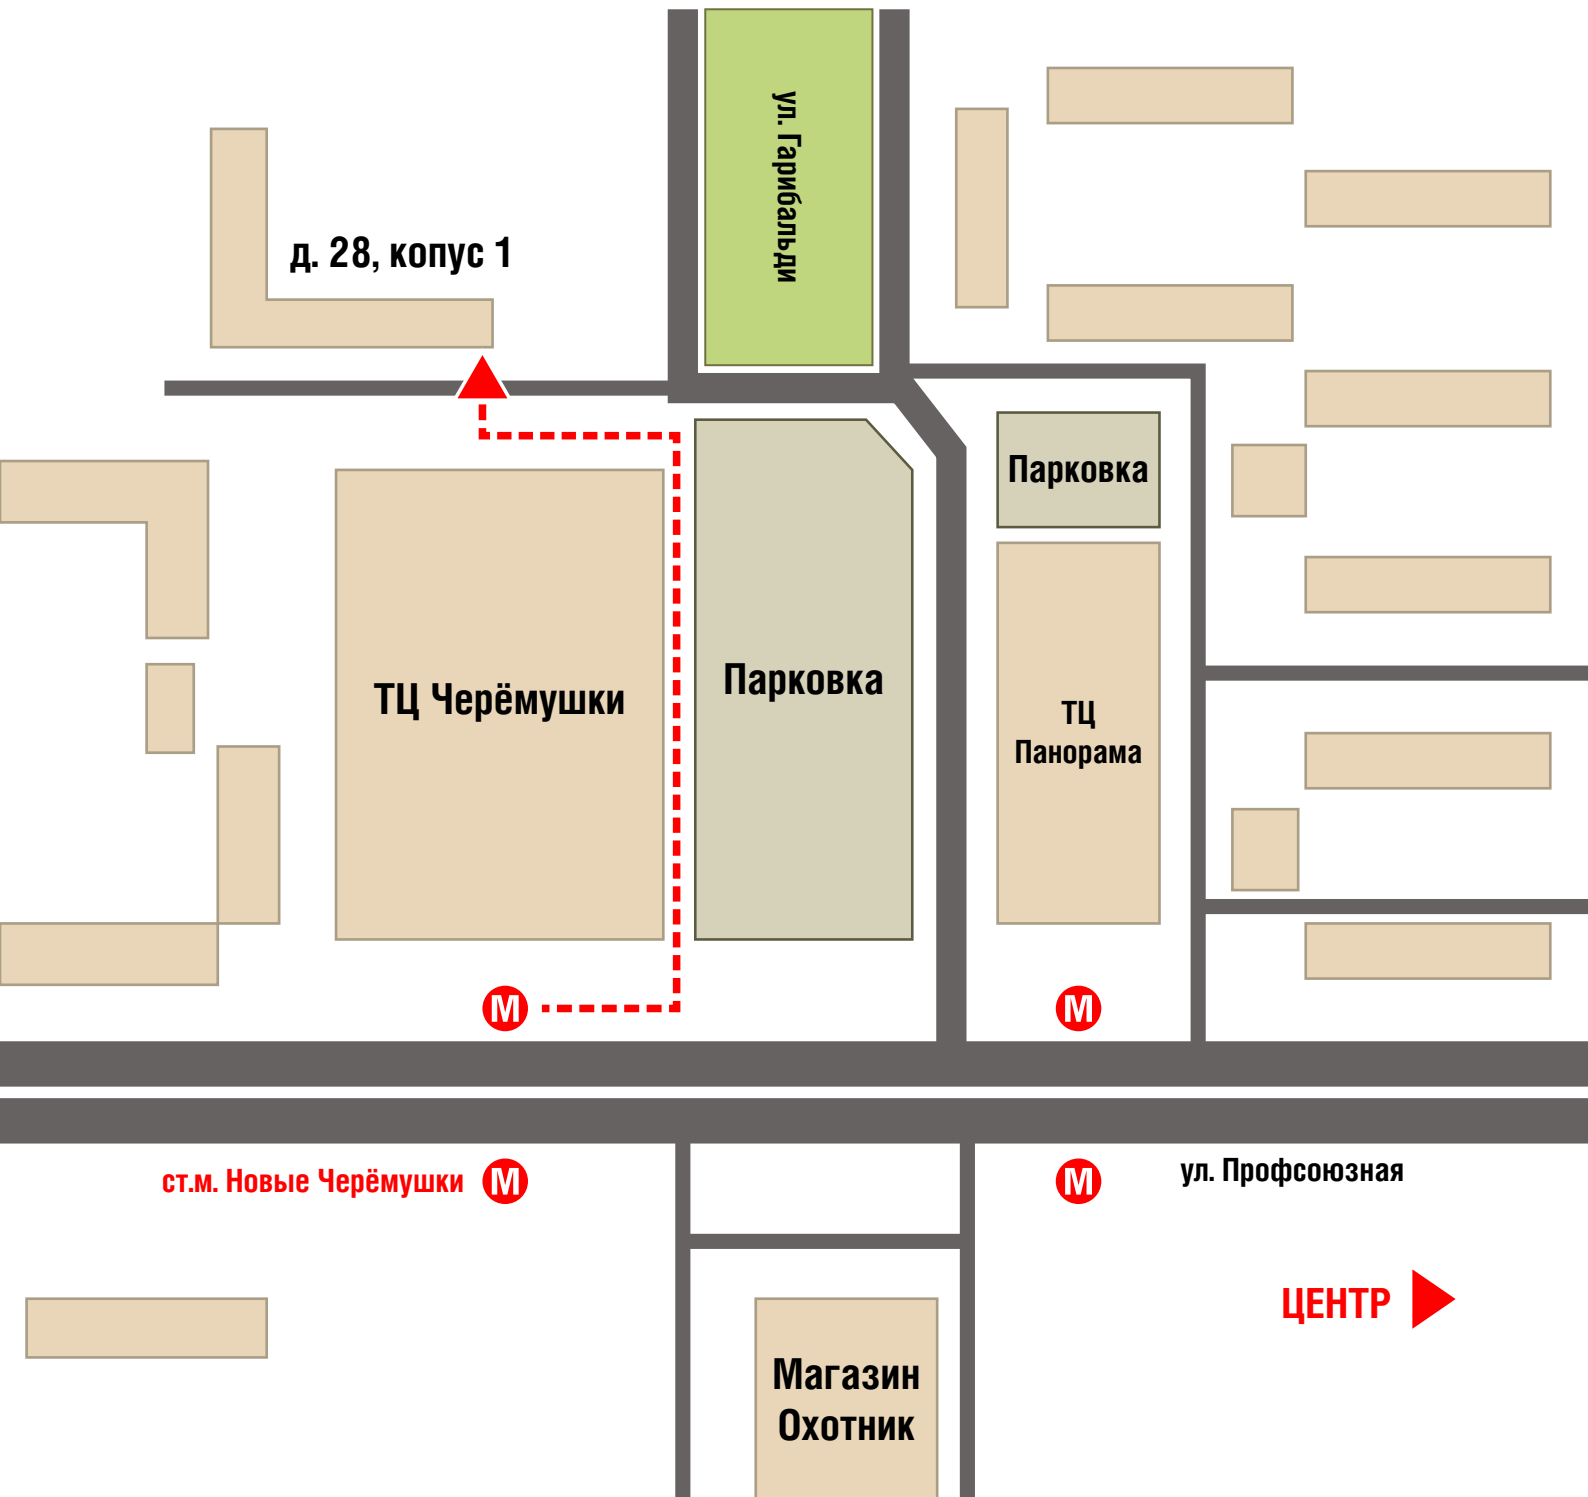 ул. Гарибальди
д. 28, копус 1
Парковка
ТЦ Черёмушки
Парковка
ТЦ
Панорама
М
М
ст.м. Новые Черёмушки
М
М
ул. Профсоюзная
ЦЕНТР
Магазин
Охотник